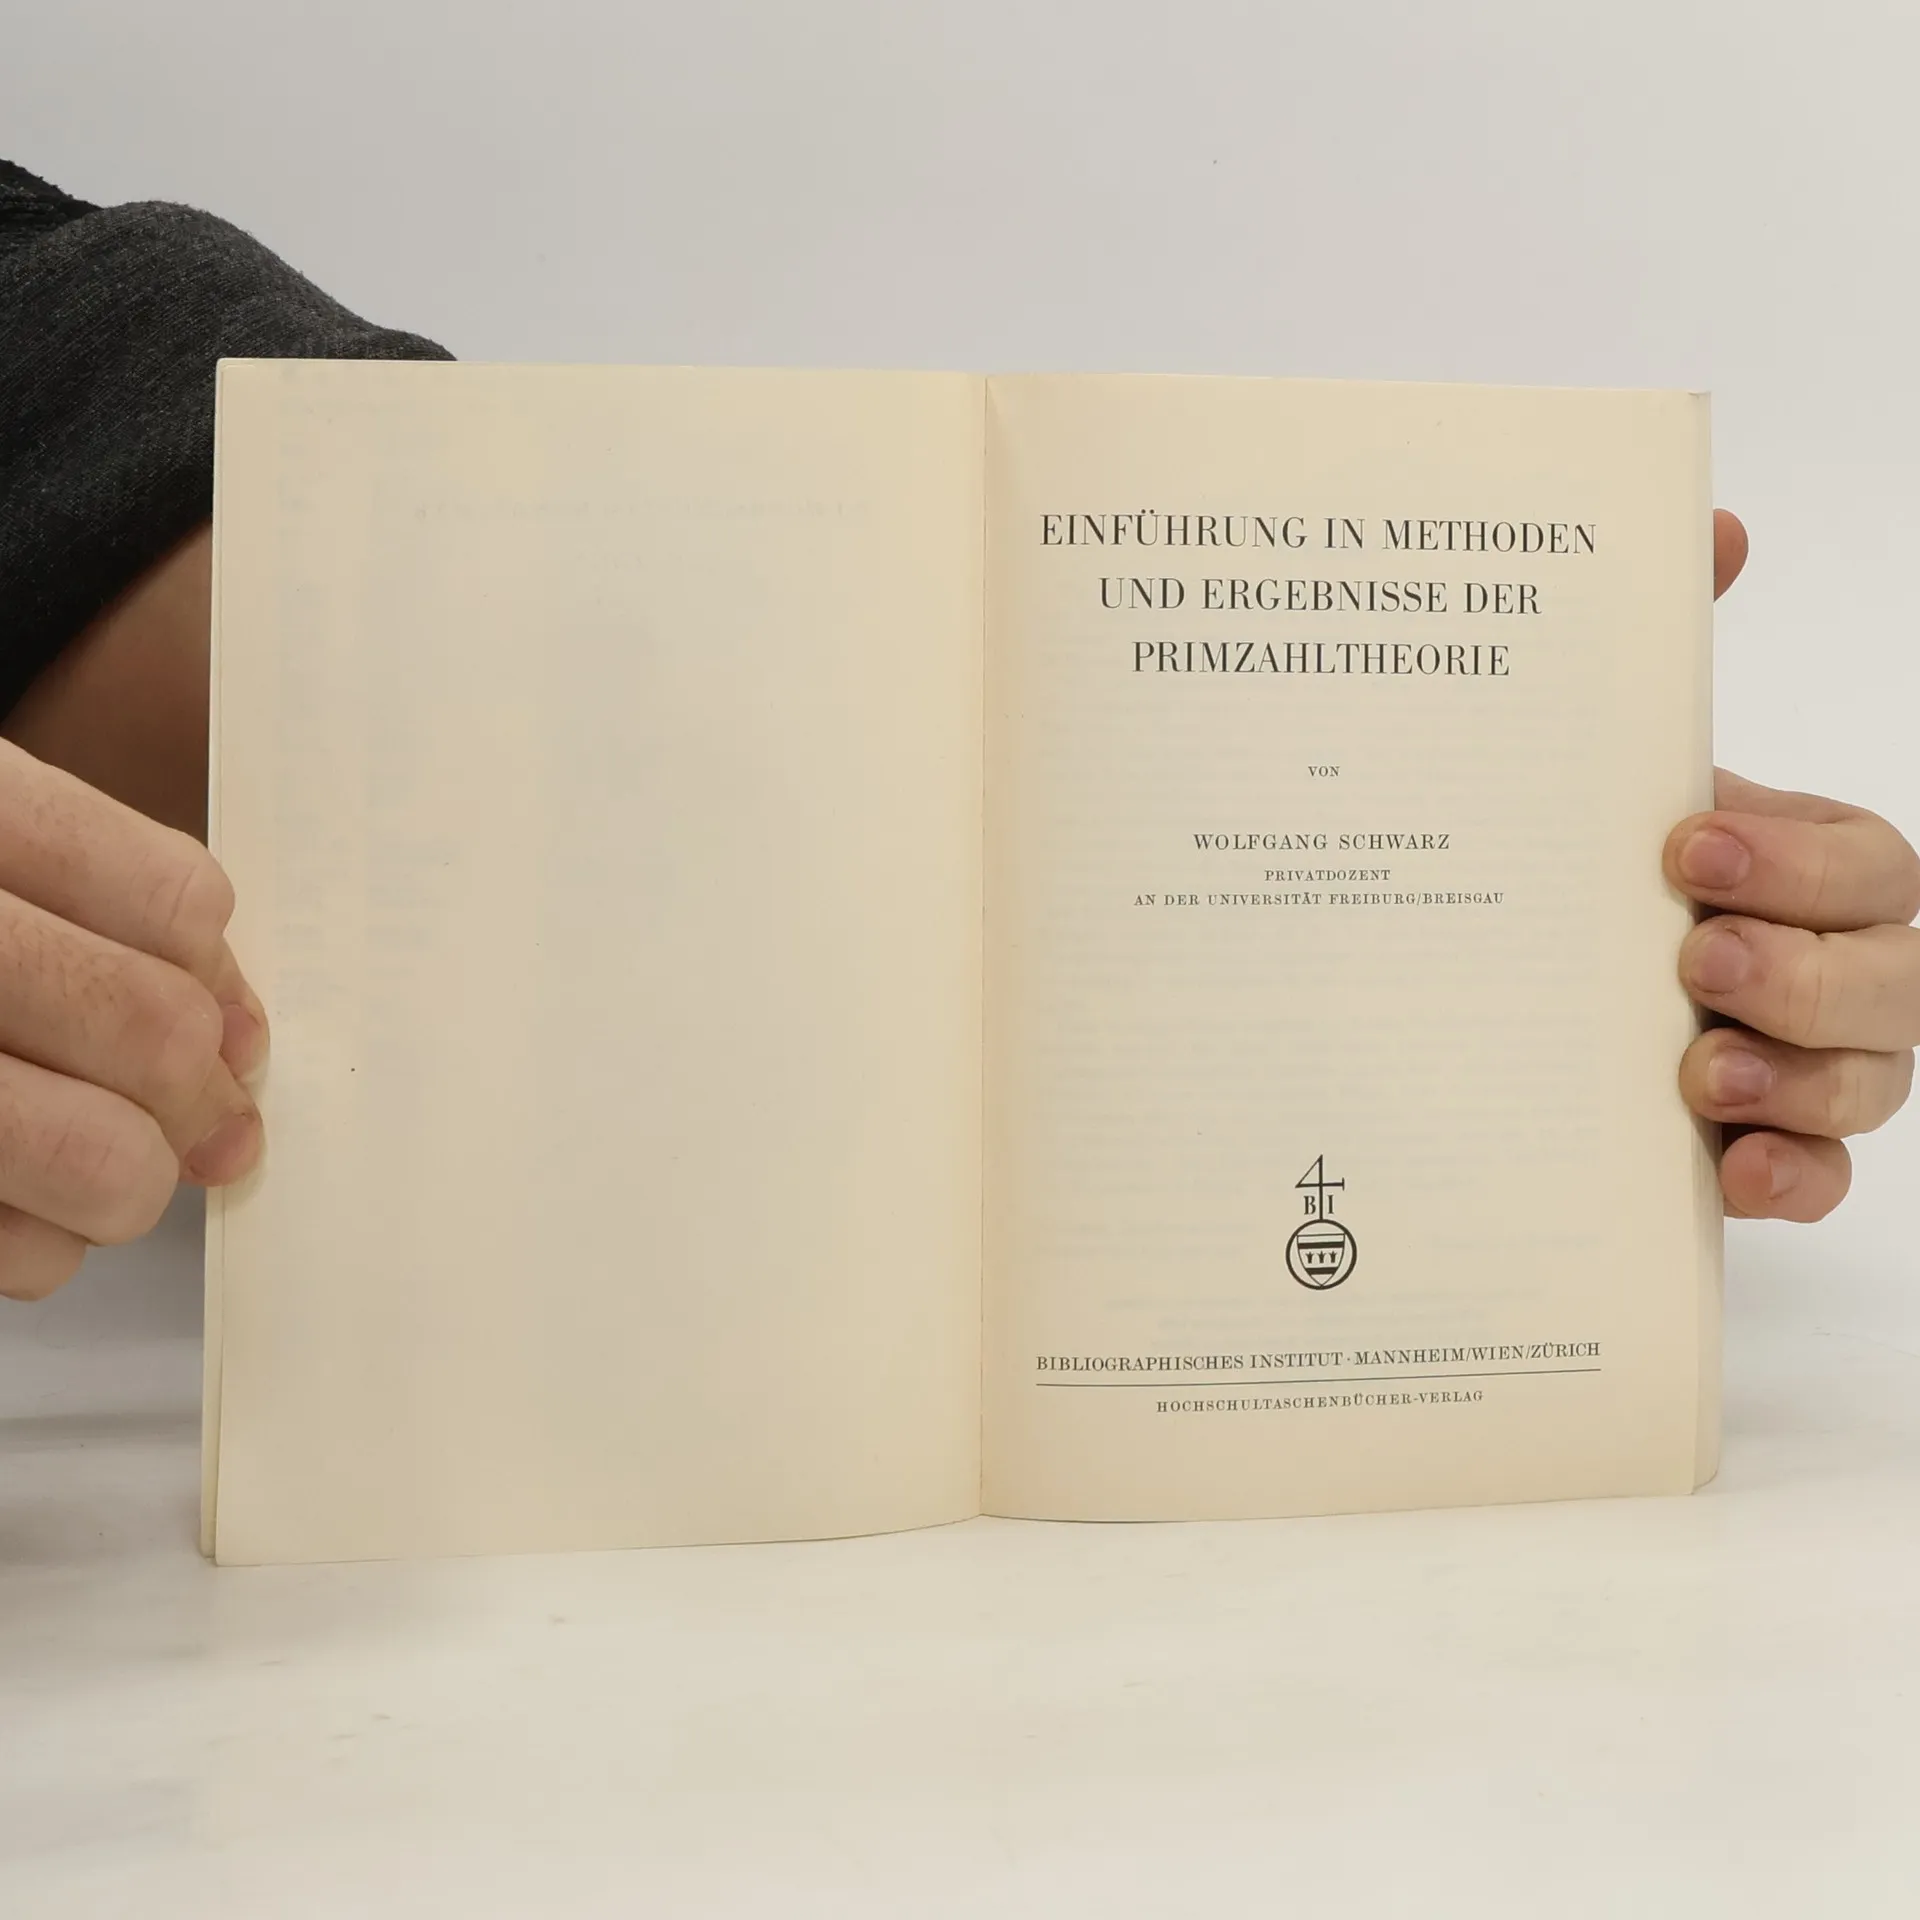 EINFÜHRUNG IN METHODEN
UND ERGEBNISSE DER
PRIMZAHLTHEORIE
VON
WOLFGANG SCHWARZ
PRIVATDOZENT
AN DER UNIVERSITÄT FREIBURG/BREISGAU
B I
BIBLIOGRAPHISCHES INSTITUT · MANNHEIM/WIEN/ZÜRICH
HOCHSCHULTASCHENBÜCHER-VERLAG